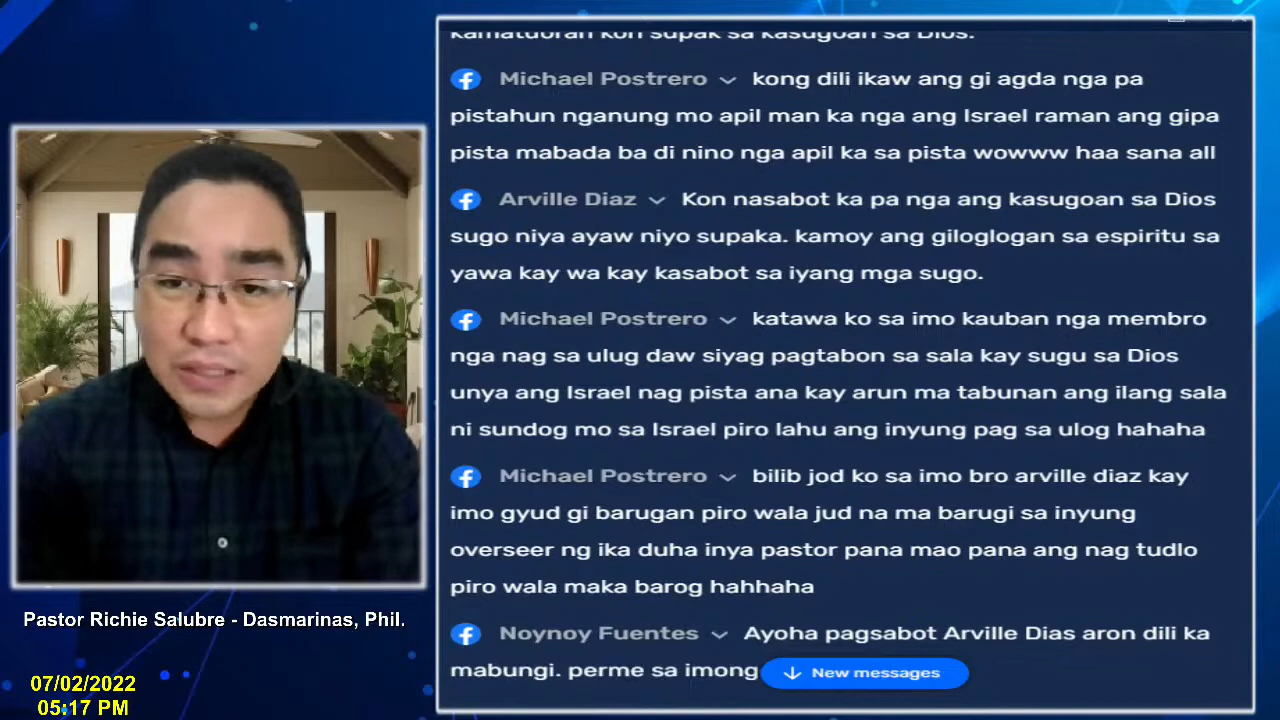 kamatuoran kon supak sa kasugoan sa Dios.
Michael Postrero kong dili ikaw ang gi agda nga pa
pistahun nganung mo apil man ka nga ang Israel raman ang gipa
pista mabada ba di nino nga apil ka sa pista wowww haa sana all
Arville Diaz Kon nasabot ka pa nga ang kasugoan sa Dios
sugo niya ayaw niyo supaka. kamoy ang giloglogan sa espiritu sa
yawa kay wa kay kasabot sa iyang mga sugo.
Michael Postrero katawa ko sa imo kauban nga membro
nga nag sa ulug daw siyag pagtabon sa sala kay sugu sa Dios
unya ang Israel nag pista ana kay arun ma tabunan ang ilang sala
ni sundog mo sa Israel piro lahu ang inyung pag sa ulog hahaha
Michael Postrero bilib jod ko sa imo bro arville diaz kay
imo gyud gi barugan piro wala jud na ma barugi sa inyung
overseer ng ika duha inya pastor pana mao pana ang nag tudlo
piro wala maka barog hahhaha
Noynoy Fuentes Ayoha pagsabot Arville Dias aron dili ka
mabungi. perme sa imong
New messages
Pastor Richie Salubre - Dasmarinas, Phil.
07/02/2022
05:17 PM